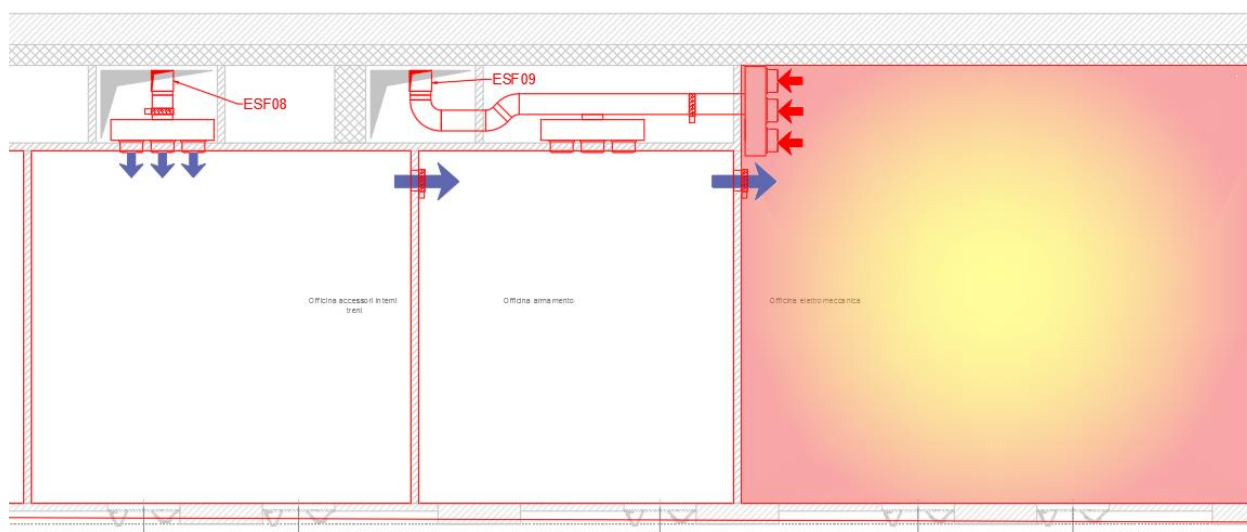 ESF08
ESF09
Officina accessori interni
treni
Officina armamento
Officina elettromeccanica